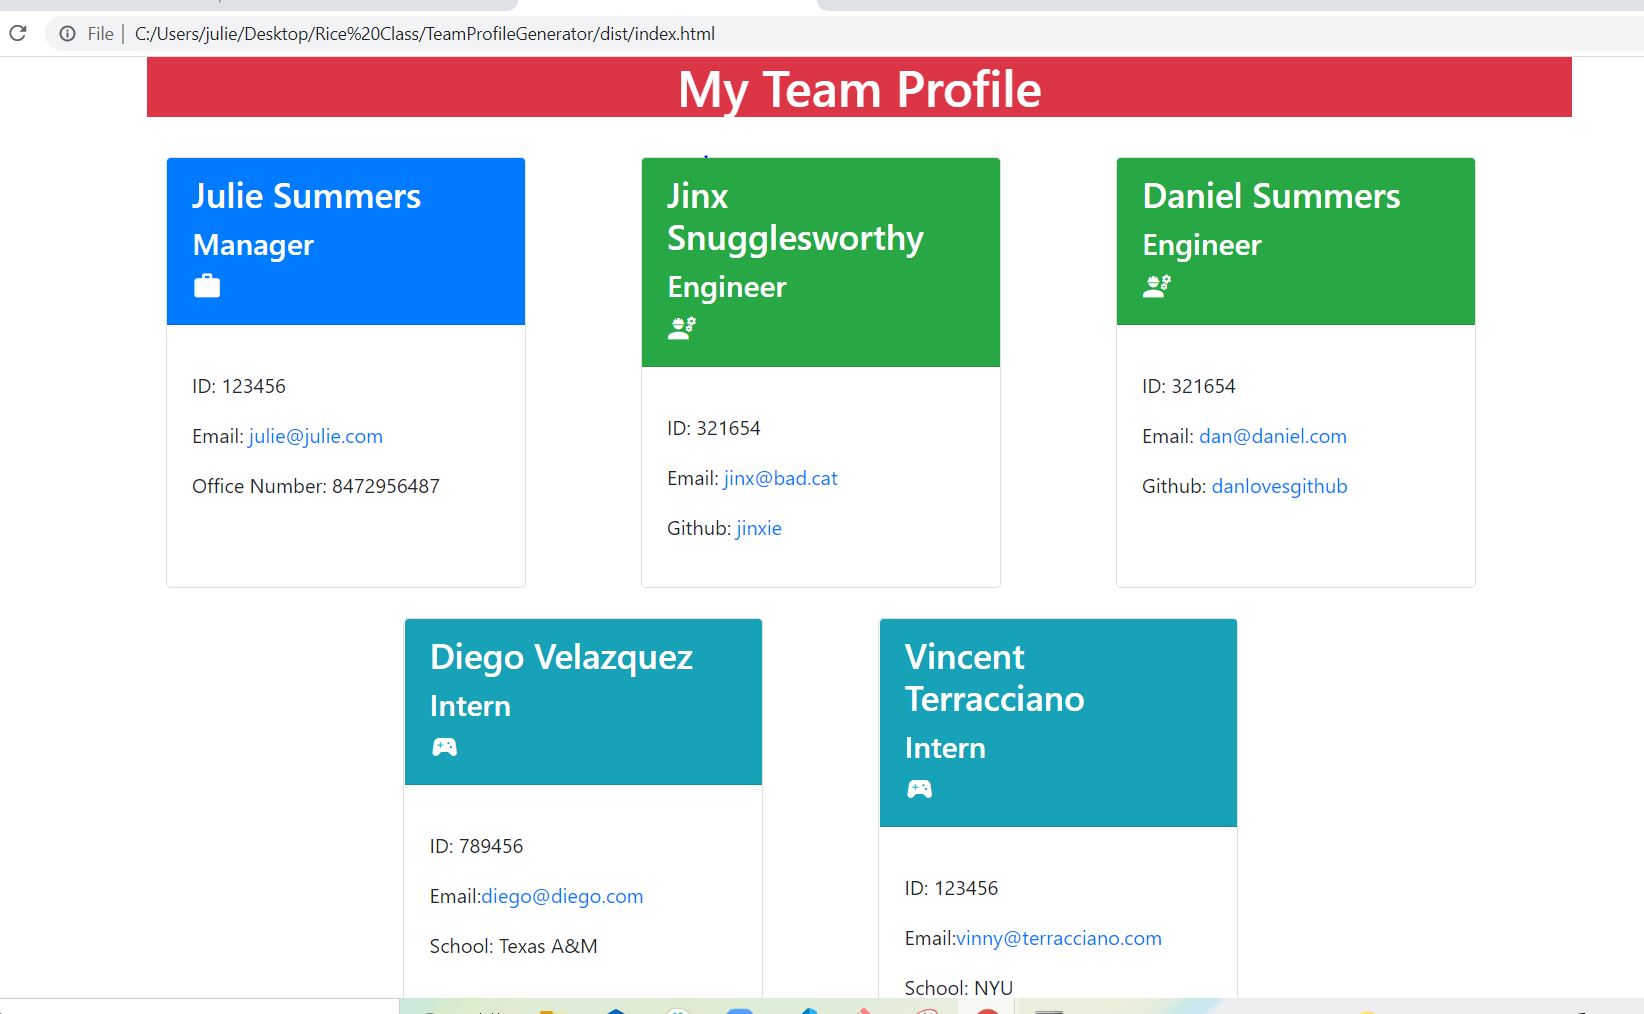 File | C:/Users/julie/Desktop/Rice%20Class/TeamProfileGenerator/dist/index.html
My Team Profile
Julie Summers
Manager
ID: 123456
Email: julie@julie.com
Office Number: 8472956487
Jinx
Snugglesworthy
Engineer
ID: 321654
Email: jinx@bad.cat
Github: jinxie
Daniel Summers
Engineer
ID: 321654
Email: dan@daniel.com
Github: danlovesgithub
Diego Velazquez
Intern
ID: 789456
Email:diego@diego.com
School: Texas A&M
Vincent
Terracciano
Intern
ID: 123456
Email:vinny@terracciano.com
School: NYU